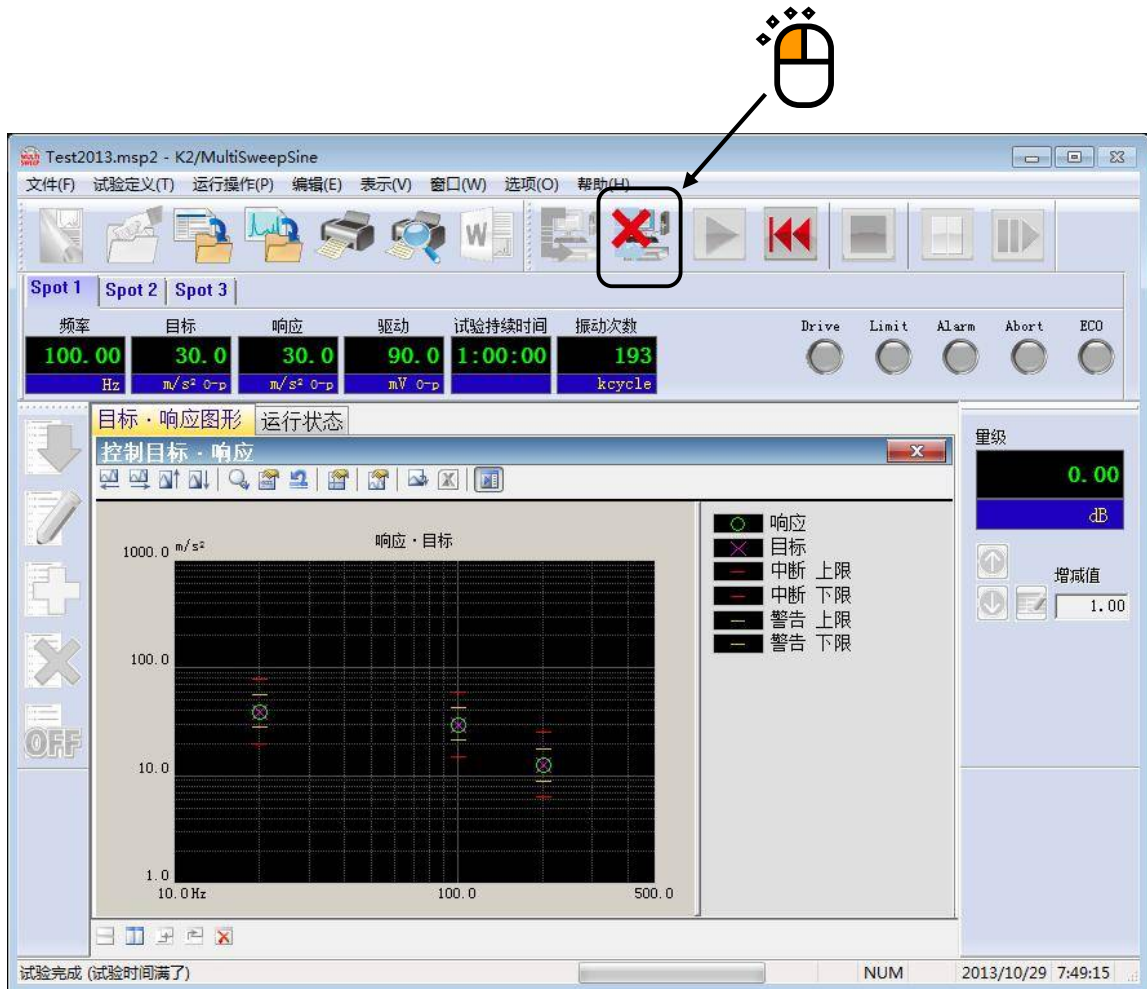 Test2013.msp2 - K2/MultiSweepSine
文件(F) 试验定义(T) 运行操作(P) 编辑(E) 表示(V) 窗口(W) 选项(O) 帮助(H)
W
Spot 1 Spot 2 Spot 3
频率 目标 响应 驱动 试验持续时间 振动次数 Drive Limit Alarm Abort ECO
100.00 30.0 30.0 90.0 1:00:00 193
Hz m/s² 0-p m/s² 0-p mV 0-p kcycle
目标・响应图形 运行状态
控制目标・响应
量级
0.00
dB
增减值
1.00
OFF
响应・目标
1000.0 m/s²
100.0
10.0
1.0
10.0Hz 100.0 500.0
响应
目标
中断 上限
中断 下限
警告 上限
警告 下限
试验完成 (试验时间满了) NUM 2013/10/29 7:49:15